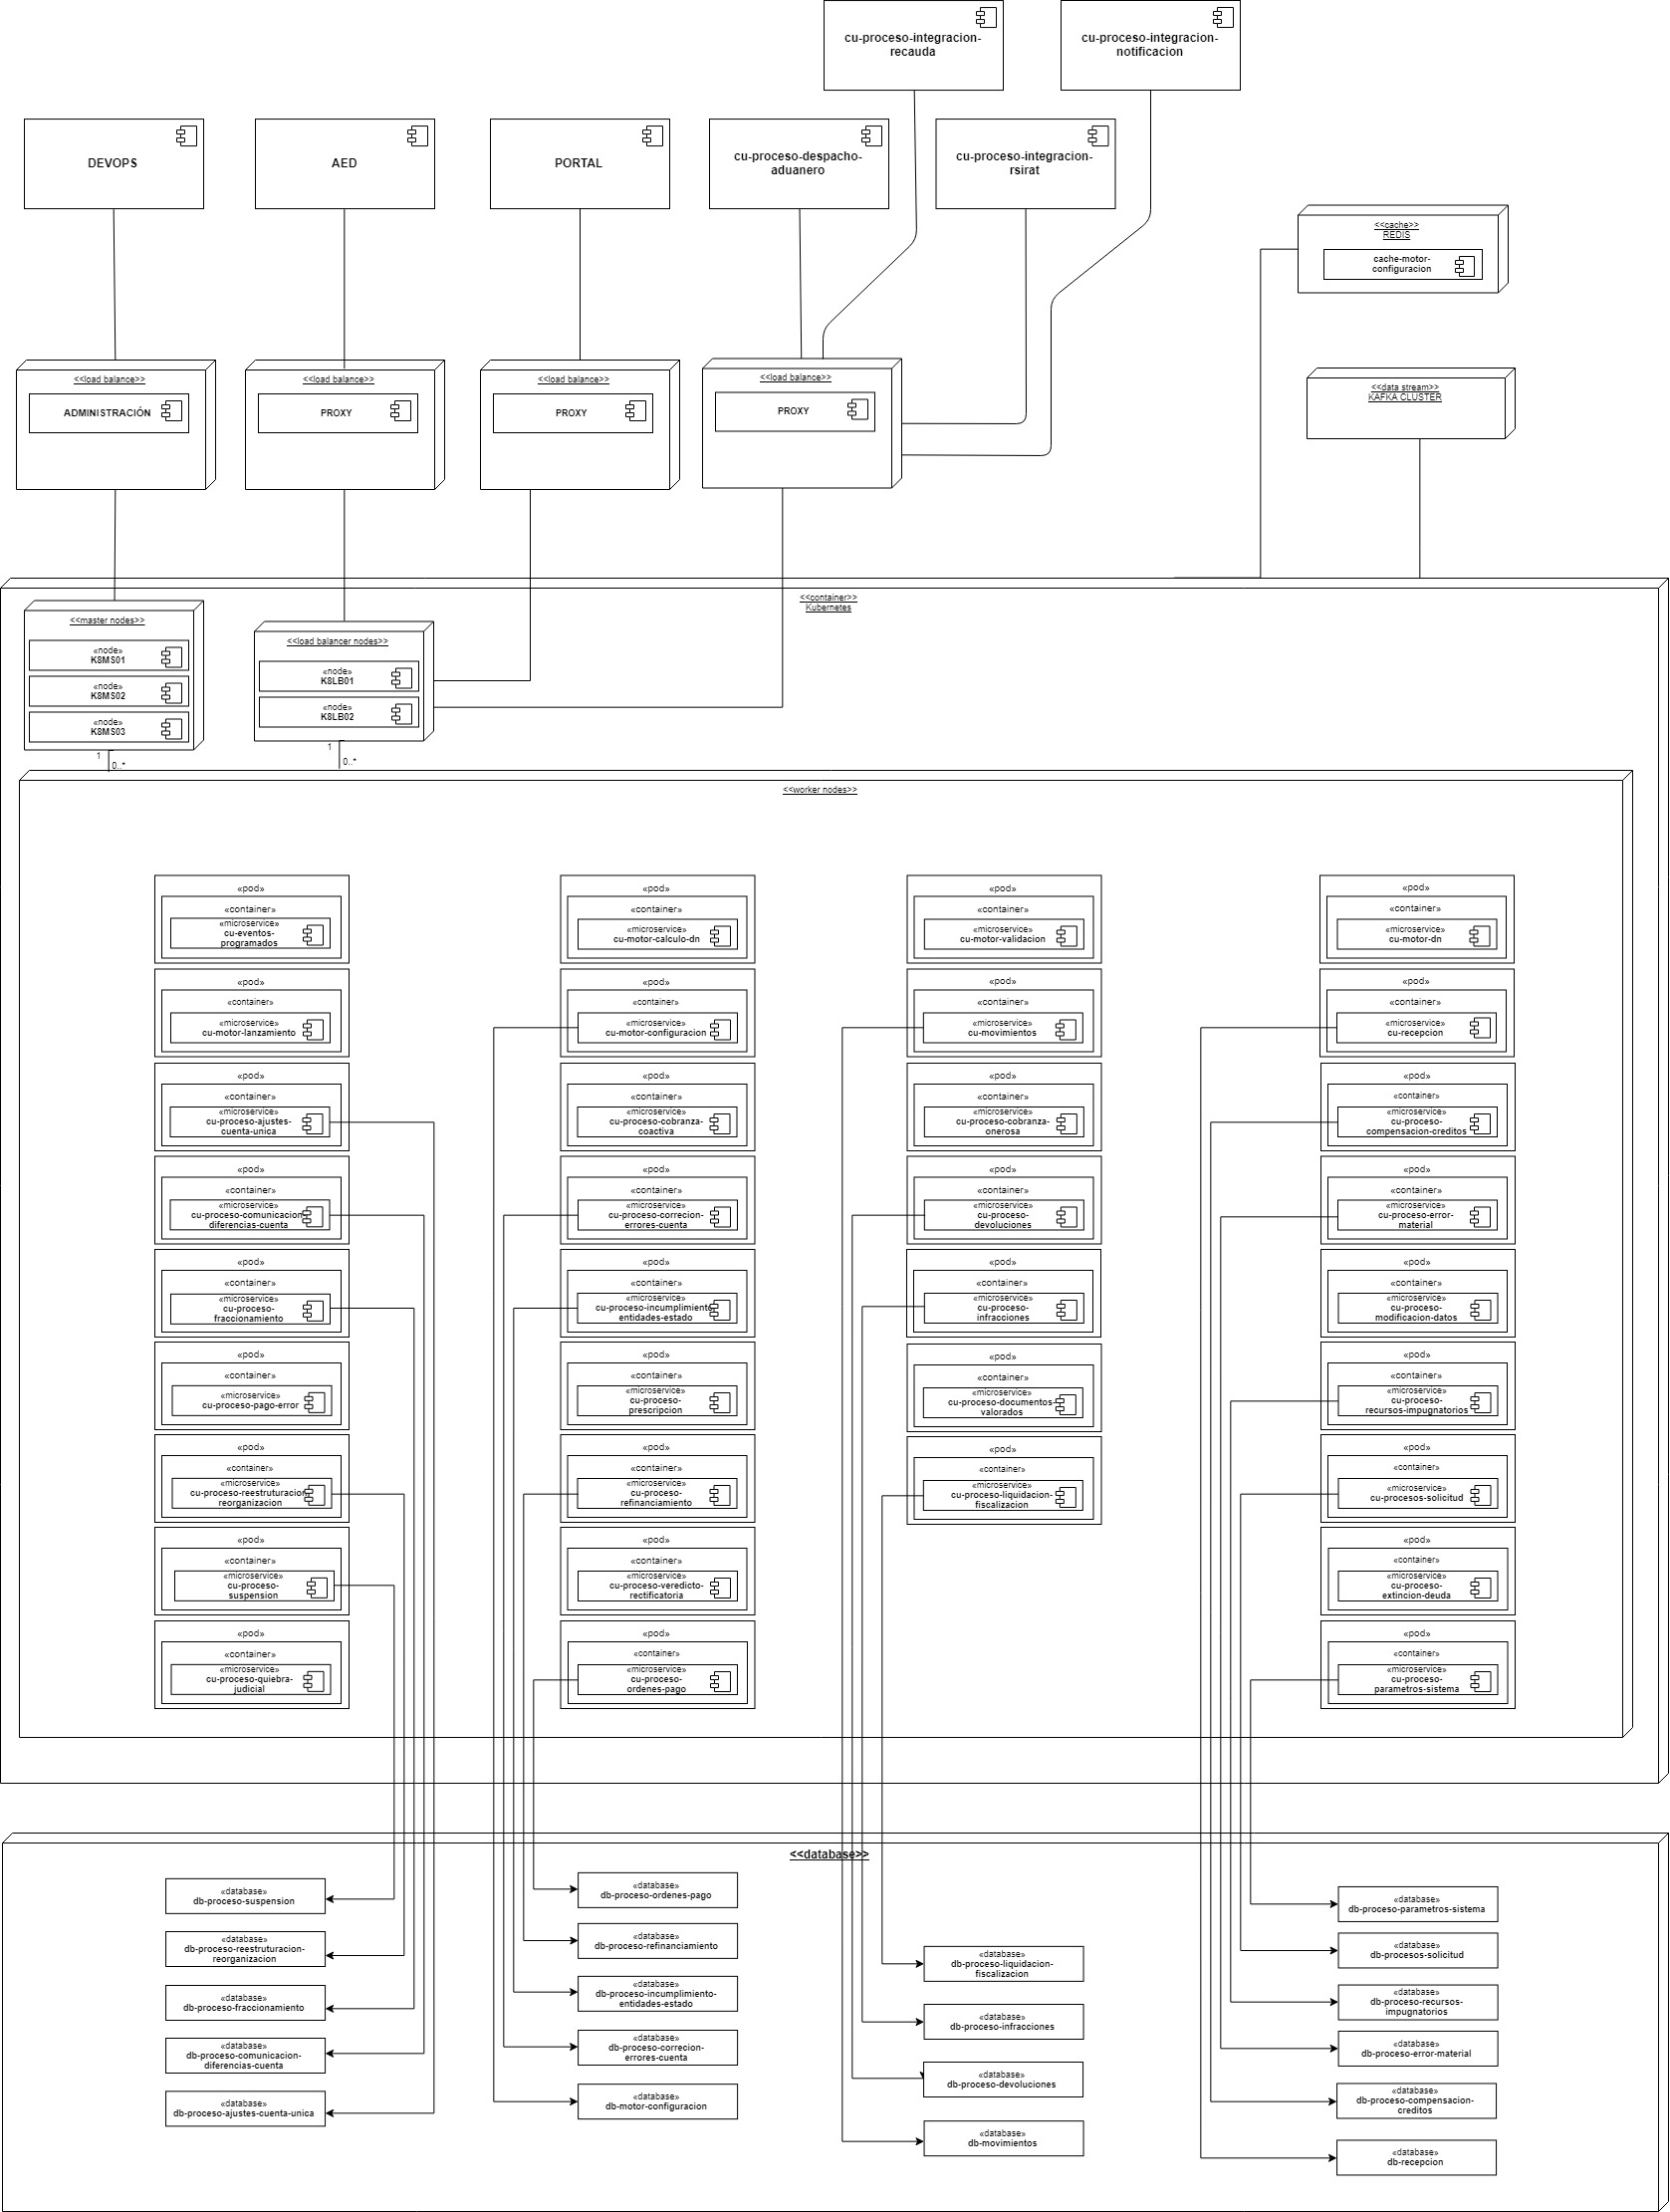 cu-proceso-integracion-
recauda
cu-proceso-integracion-
notificacion
DEVOPS
AED
PORTAL
cu-proceso-despacho-
aduanero
cu-proceso-integracion-
rsirat
<<cache>>
REDIS
cache-motor-
configuracion
<<load balance>>
ADMINISTRACIÓN
<<load balance>>
PROXY
<<load balance>>
PROXY
<<load balance>>
PROXY
<<data stream>>
KAFKA CLUSTER
<<container>>
Kubernetes
<<master nodes>>
«node»
K8MS01
«node»
K8MS02
«node»
K8MS03
1
0..*
<<load balancer nodes>>
«node»
K8LB01
«node»
K8LB02
1
0..*
<<worker nodes>>
«pod»
«container»
«microservice»
cu-eventos-
programados
«pod»
«container»
«microservice»
cu-motor-lanzamiento
«pod»
«container»
«microservice»
cu-proceso-ajustes-
cuenta-unica
«pod»
«container»
«microservice»
cu-proceso-comunicacion
diferencias-cuenta
«pod»
«container»
«microservice»
cu-proceso-
fraccionamiento
«pod»
«container»
«microservice»
cu-proceso-pago-error
«pod»
«container»
«microservice»
cu-proceso-reestruturacion
reorganizacion
«pod»
«container»
«microservice»
cu-proceso-
suspension
«pod»
«container»
«microservice»
cu-proceso-quiebra-
judicial
«pod»
«container»
«microservice»
cu-motor-calculo-dn
«pod»
«container»
«microservice»
cu-motor-configuracion
«pod»
«container»
«microservice»
cu-proceso-cobranza-
coactiva
«pod»
«container»
«microservice»
cu-proceso-correcion-
errores-cuenta
«pod»
«container»
«microservice»
cu-proceso-incumplimiento
entidades-estado
«pod»
«container»
«microservice»
cu-proceso-
prescripcion
«pod»
«container»
«microservice»
cu-proceso-
refinanciamiento
«pod»
«container»
«microservice»
cu-proceso-veredicto-
rectificatoria
«pod»
«container»
«microservice»
cu-proceso-
ordenes-pago
«pod»
«container»
«microservice»
cu-motor-validacion
«pod»
«container»
«microservice»
cu-movimientos
«pod»
«container»
«microservice»
cu-proceso-cobranza-
onerosa
«pod»
«container»
«microservice»
cu-proceso-
devoluciones
«pod»
«container»
«microservice»
cu-proceso-
infracciones
«pod»
«container»
«microservice»
cu-proceso-documentos-
valorados
«pod»
«container»
«microservice»
cu-proceso-liquidacion-
fiscalizacion
«pod»
«container»
«microservice»
cu-motor-dn
«pod»
«container»
«microservice»
cu-recepcion
«pod»
«container»
«microservice»
cu-proceso-
compensacion-creditos
«pod»
«container»
«microservice»
cu-proceso-error-
material
«pod»
«container»
«microservice»
cu-proceso-
modificacion-datos
«pod»
«container»
«microservice»
cu-proceso-
recursos-impugnatorios
«pod»
«container»
«microservice»
cu-procesos-solicitud
«pod»
«container»
«microservice»
cu-proceso-
extincion-deuda
«pod»
«container»
«microservice»
cu-proceso-
parametros-sistema
<<database>>
«database»
db-proceso-suspension
«database»
db-proceso-reestruturacion-
reorganizacion
«database»
db-proceso-fraccionamiento
«database»
db-proceso-comunicacion-
diferencias-cuenta
«database»
db-proceso-ajustes-cuenta-unica
«database»
db-proceso-ordenes-pago
«database»
db-proceso-refinanciamiento
«database»
db-proceso-incumplimiento-
entidades-estado
«database»
db-proceso-correcion-
errores-cuenta
«database»
db-motor-configuracion
«database»
db-proceso-liquidacion-
fiscalizacion
«database»
db-proceso-infracciones
«database»
db-proceso-devoluciones
«database»
db-movimientos
«database»
db-proceso-parametros-sistema
«database»
db-procesos-solicitud
«database»
db-proceso-recursos-
impugnatorios
«database»
db-proceso-error-material
«database»
db-proceso-compensacion-
creditos
«database»
db-recepcion